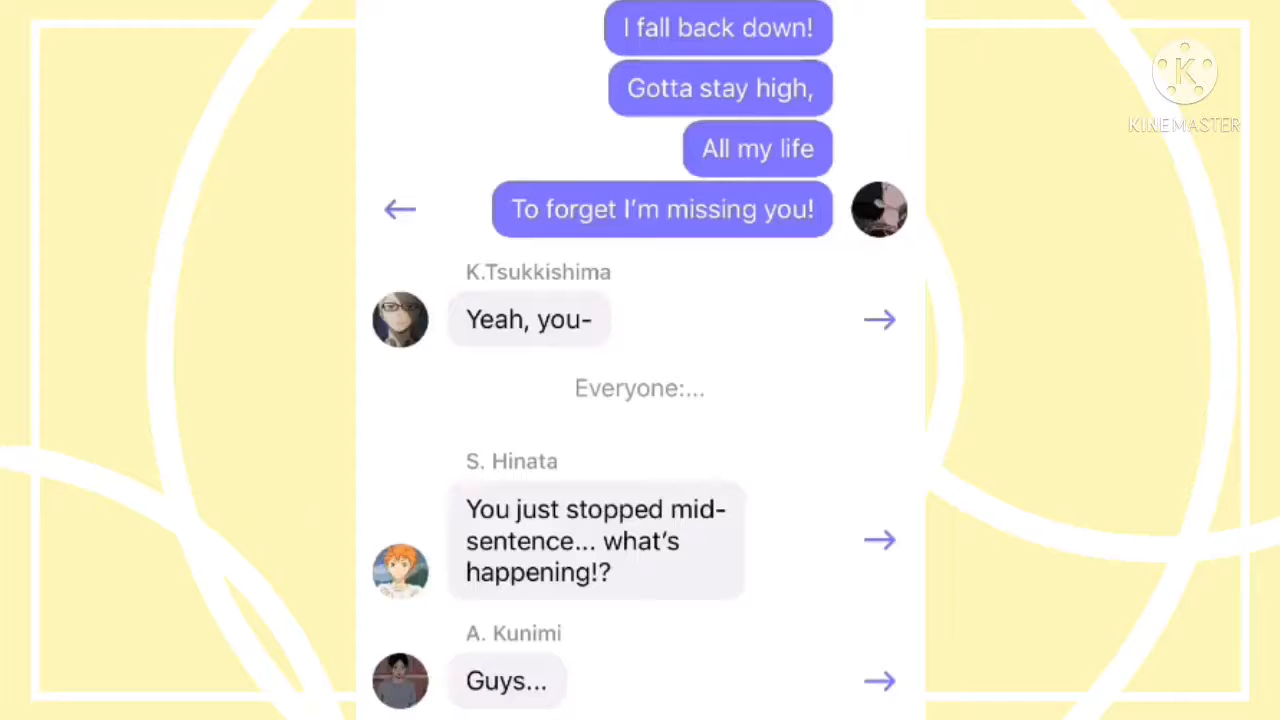 I fall back down!
Gotta stay high,
All my life
To forget I'm missing you!
K.Tsukkishima
Yeah, you-
Everyone:...
S. Hinata
You just stopped mid-
sentence... what's
happening!?
A. Kunimi
Guys...
K
KINEMASTER